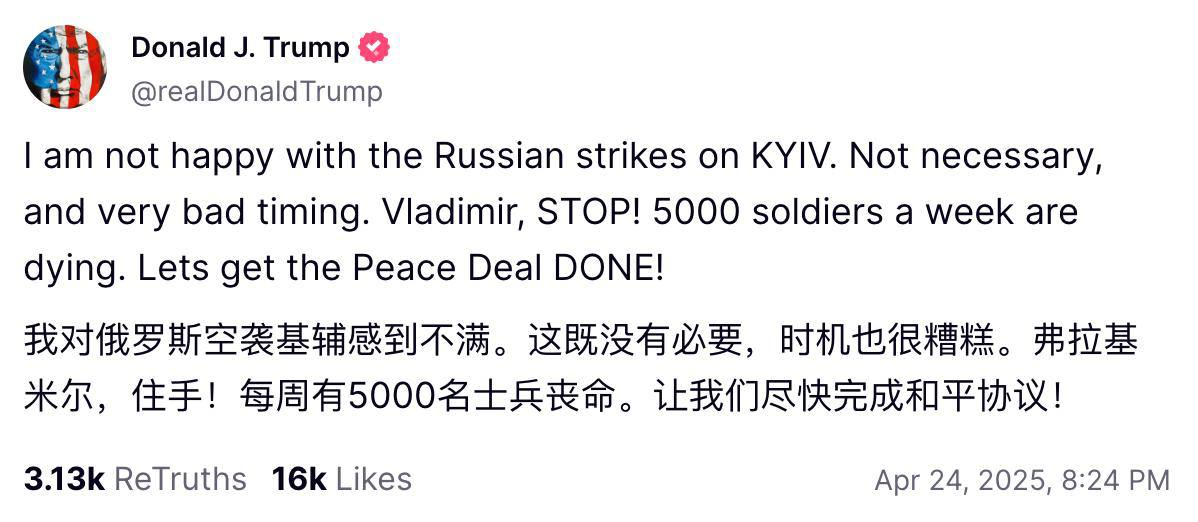 Donald J. Trump
@realDonaldTrump
I am not happy with the Russian strikes on KYIV. Not necessary,
and very bad timing. Vladimir, STOP! 5000 soldiers a week are
dying. Lets get the Peace Deal DONE!
我对俄罗斯空袭基辅感到不满。这既没有必要，时机也很糟糕。弗拉基
米尔，住手！每周有5000名士兵丧命。让我们尽快完成和平协议！
3.13k ReTruths 16k Likes Apr 24, 2025, 8:24 PM